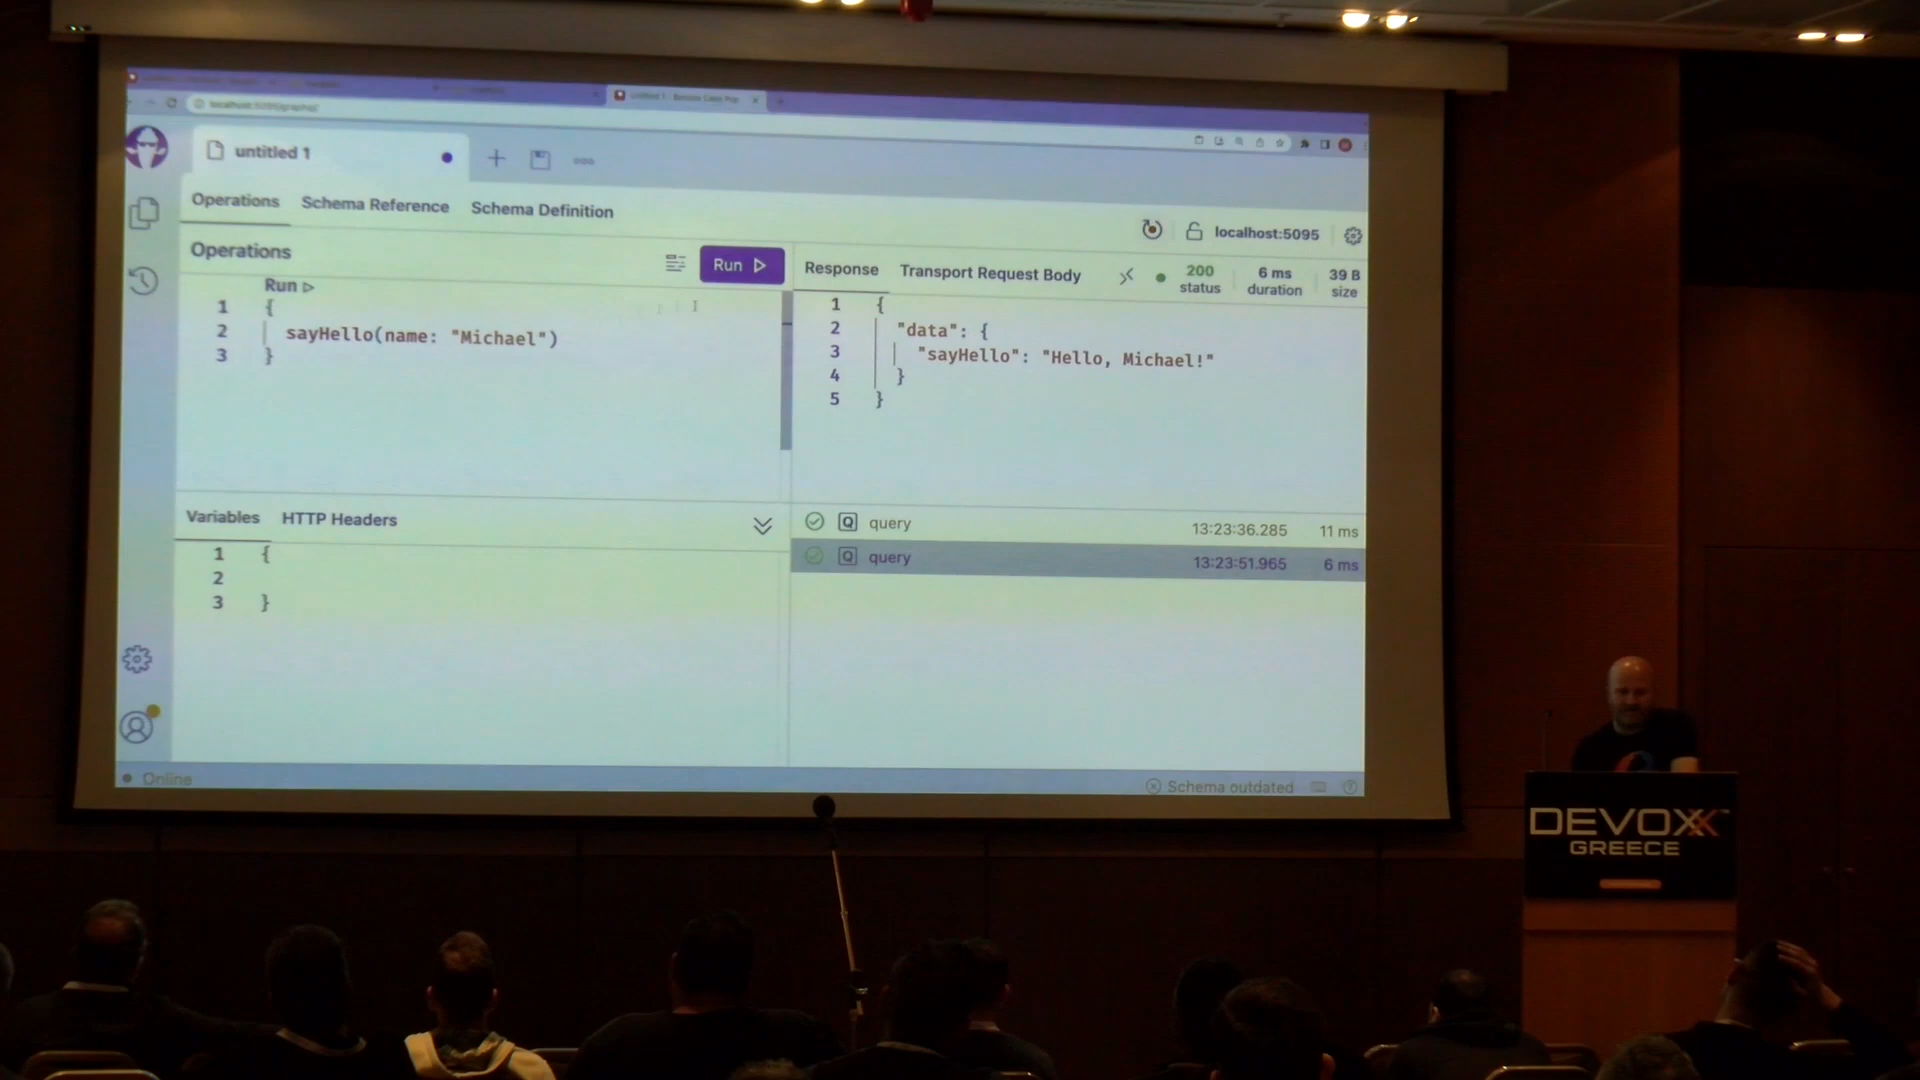 untitled 1
Operations Schema Reference Schema Definition
localhost:5095
Operations
Run
Response Transport Request Body
200
status
6 ms
duration
39 B
size
Run
1 {
2 sayHello(name: "Michael")
3 }
1 {
2 "data": {
3 "sayHello": "Hello, Michael!"
4 }
5 }
Variables HTTP Headers
1 {
2
3 }
Q query 13:23:36.285 11 ms
Q query 13:23:51.965 6 ms
Online
Schema outdated
DEVOXX
GREECE